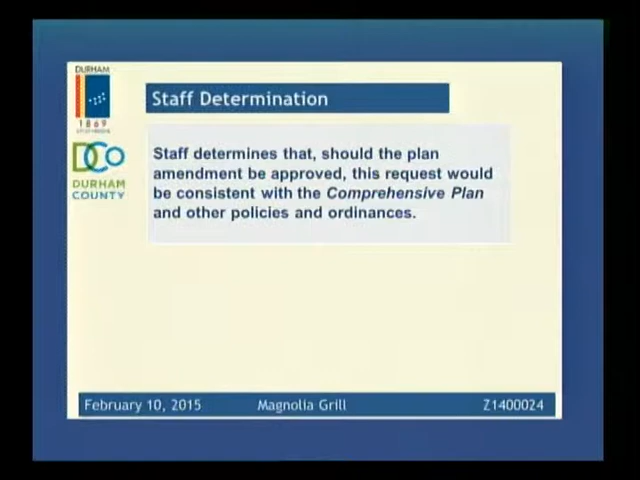 DURHAM
1869
DCO
DURHAM
COUNTY
Staff Determination
Staff determines that, should the plan
amendment be approved, this request would
be consistent with the Comprehensive Plan
and other policies and ordinances.
February 10, 2015 Magnolia Grill Z1400024